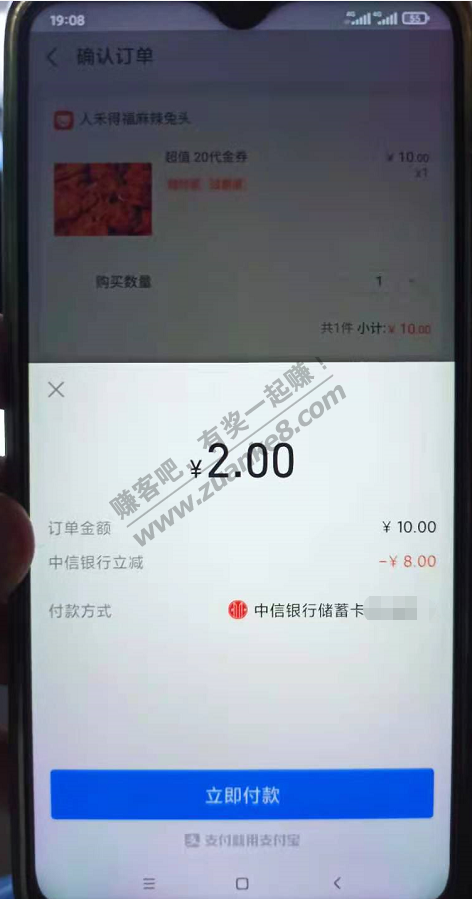 19:08
4G 4G 55
确认订单
人禾得福麻辣兔头
超值 20代金券
¥ 10.00
x1
购买数量
1
共1件 小计:¥ 10.00
¥2.00
赚客吧，有奖一起赚！
www.zuanke8.com
订单金额
¥ 10.00
中信银行立减
-¥ 8.00
付款方式
中信银行储蓄卡
立即付款
支付就用支付宝